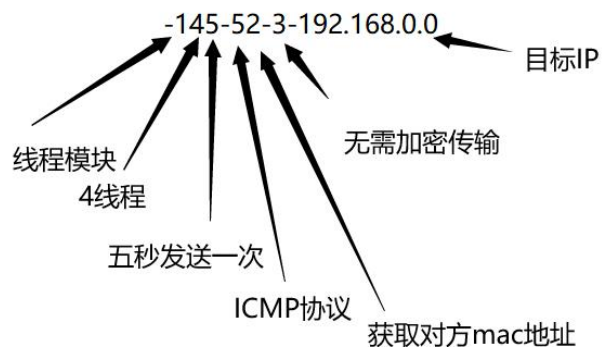 -145-52-3-192.168.0.0
目标IP
无需加密传输
线程模块
4线程
五秒发送一次
ICMP协议
获取对方mac地址